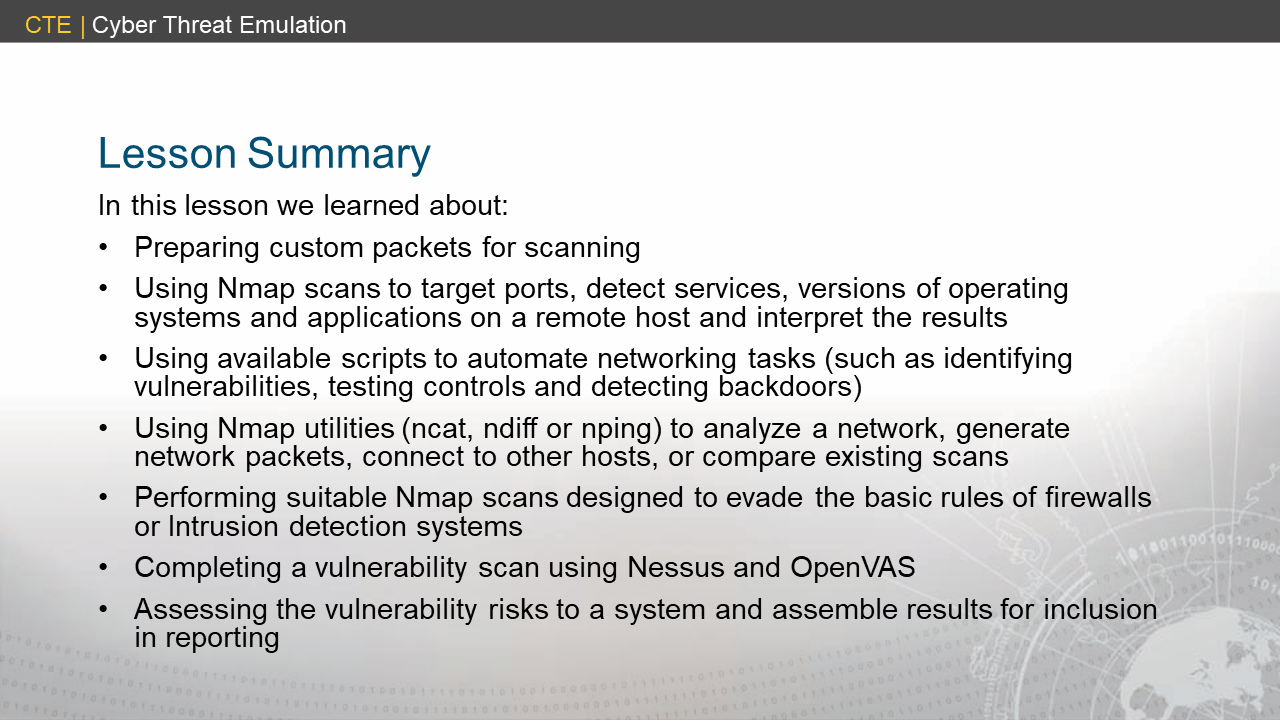 CTE | Cyber Threat Emulation
Lesson Summary
In this lesson we learned about:
• Preparing custom packets for scanning
• Using Nmap scans to target ports, detect services, versions of operating
systems and applications on a remote host and interpret the results
• Using available scripts to automate networking tasks (such as identifying
vulnerabilities, testing controls and detecting backdoors)
• Using Nmap utilities (ncat, ndiff or nping) to analyze a network, generate
network packets, connect to other hosts, or compare existing scans
• Performing suitable Nmap scans designed to evade the basic rules of firewalls
or Intrusion detection systems
• Completing a vulnerability scan using Nessus and OpenVAS
• Assessing the vulnerability risks to a system and assemble results for inclusion
in reporting